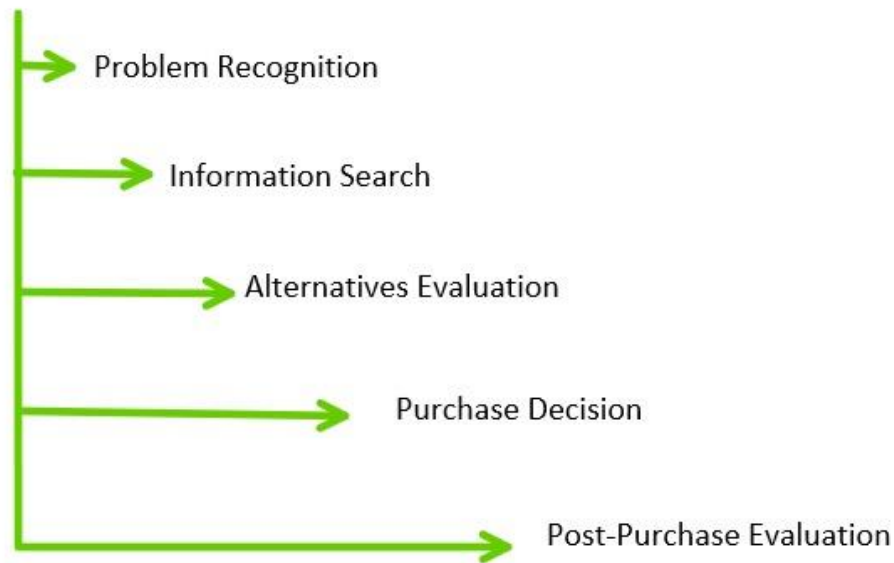 Problem Recognition
Information Search
Alternatives Evaluation
Purchase Decision
Post-Purchase Evaluation